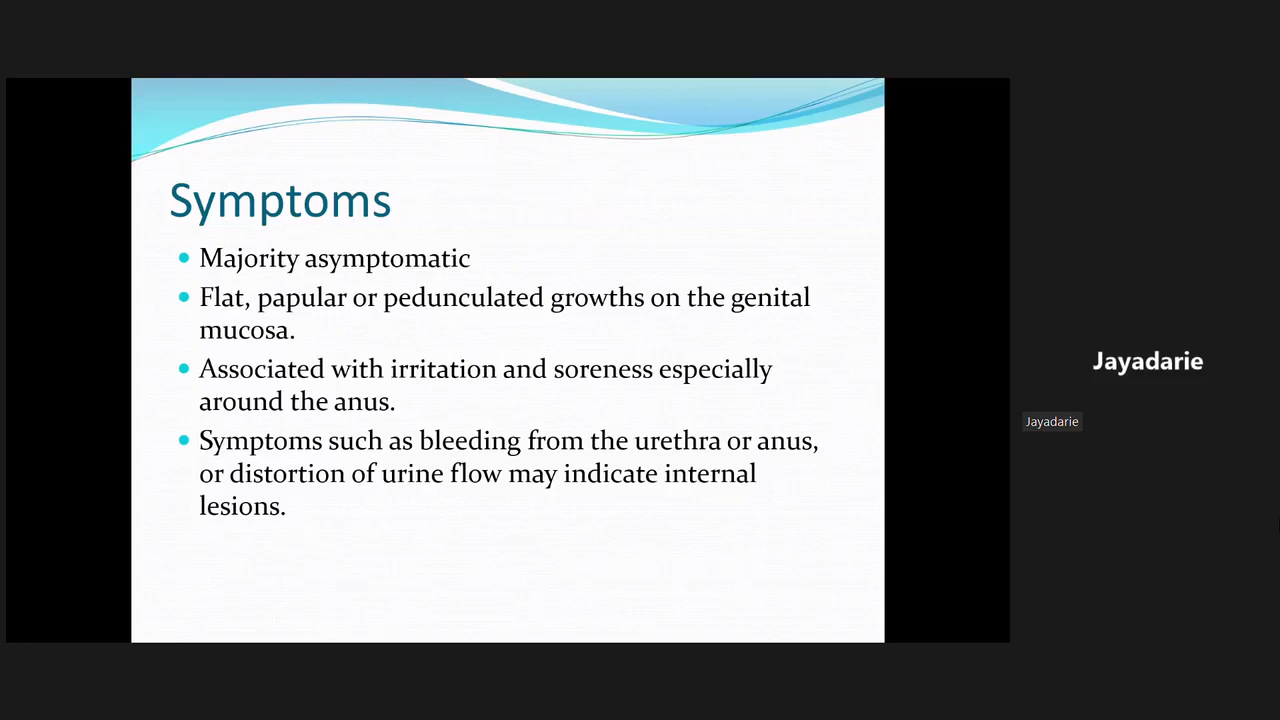 Symptoms
Majority asymptomatic
Flat, papular or pedunculated growths on the genital
mucosa.
Associated with irritation and soreness especially
around the anus.
Symptoms such as bleeding from the urethra or anus,
or distortion of urine flow may indicate internal
lesions.
Jayadarie
Jayadarie